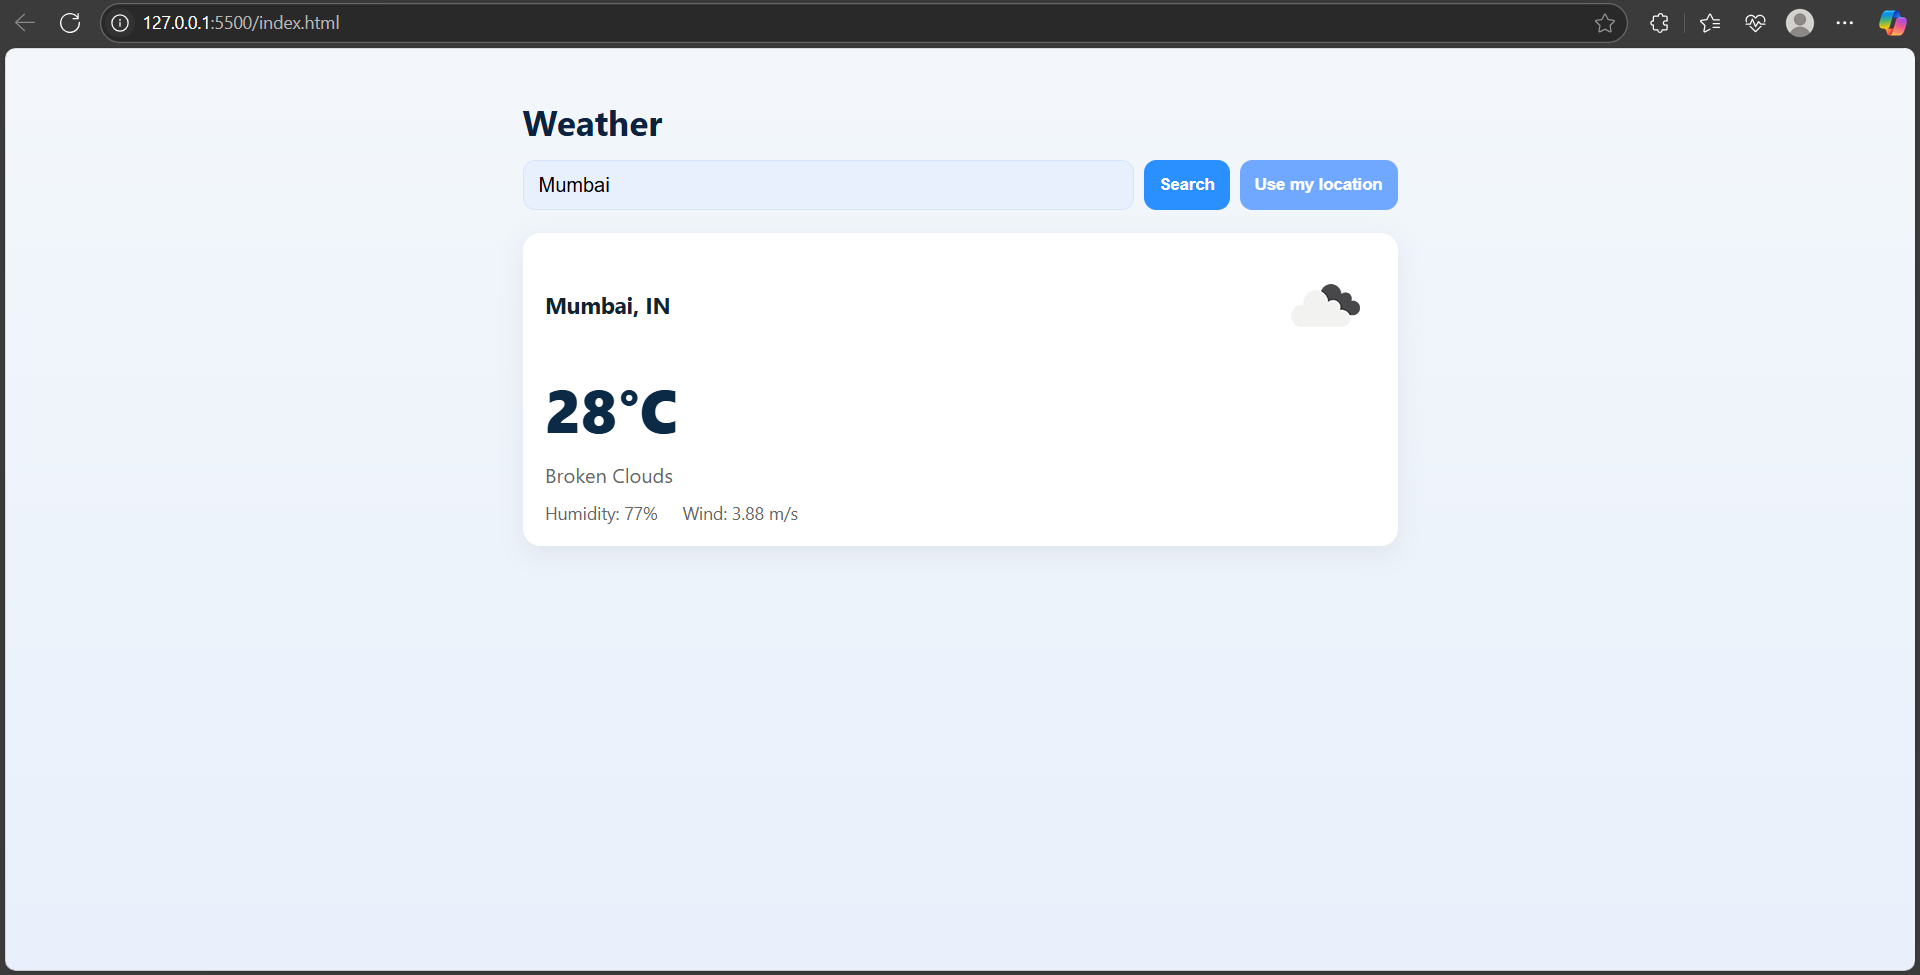 127.0.0.1:5500/index.html
Weather
Mumbai Search Use my location
Mumbai, IN
28°C
Broken Clouds
Humidity: 77% Wind: 3.88 m/s